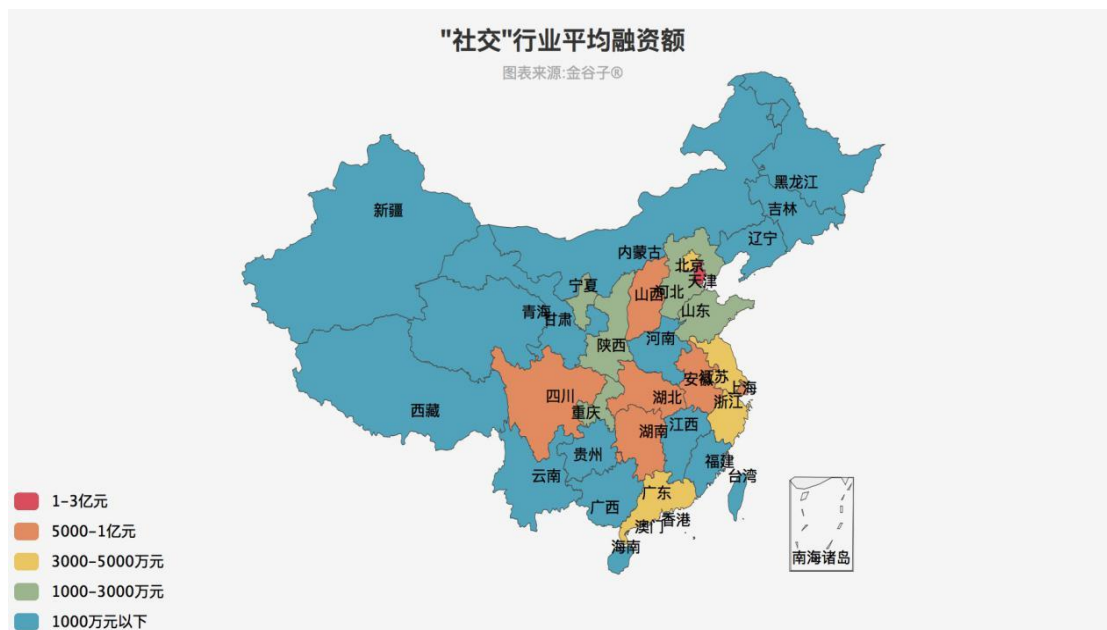 "社交"行业平均融资额
图表来源:金谷子®
黑龙江
吉林
新疆
辽宁
内蒙古
北京
天津
宁夏
山西
河北
山东
青海
甘肃
河南
陕西
安徽
江苏
上海
四川
湖北
浙江
重庆
西藏
湖南
江西
贵州
福建
云南
台湾
广西
广东
香港
澳门
海南
南海诸岛
1-3亿元
5000-1亿元
3000-5000万元
1000-3000万元
1000万元以下